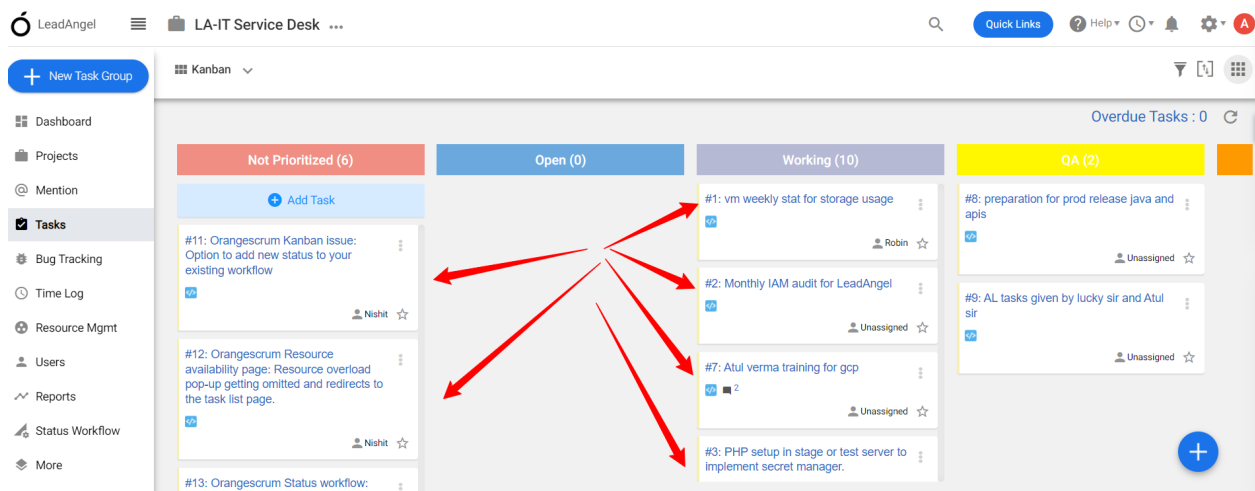 LeadAngel
LA-IT Service Desk ...
Quick Links
Help
A
New Task Group
Kanban
Dashboard
Projects
Mention
Tasks
Bug Tracking
Time Log
Resource Mgmt
Users
Reports
Status Workflow
More
Overdue Tasks : 0
Not Prioritized (6)
Add Task
#11: Orangescrum Kanban issue:
Option to add new status to your
existing workflow
Nishit
#12: Orangescrum Resource
availability page: Resource overload
pop-up getting omitted and redirects to
the task list page.
Nishit
#13: Orangescrum Status workflow:
Open (0)
Working (10)
#1: vm weekly stat for storage usage
Robin
#2: Monthly IAM audit for LeadAngel
Unassigned
#7: Atul verma training for gcp
2
Unassigned
#3: PHP setup in stage or test server to
implement secret manager.
QA (2)
#8: preparation for prod release java and
apis
Unassigned
#9: AL tasks given by lucky sir and Atul
sir
Unassigned